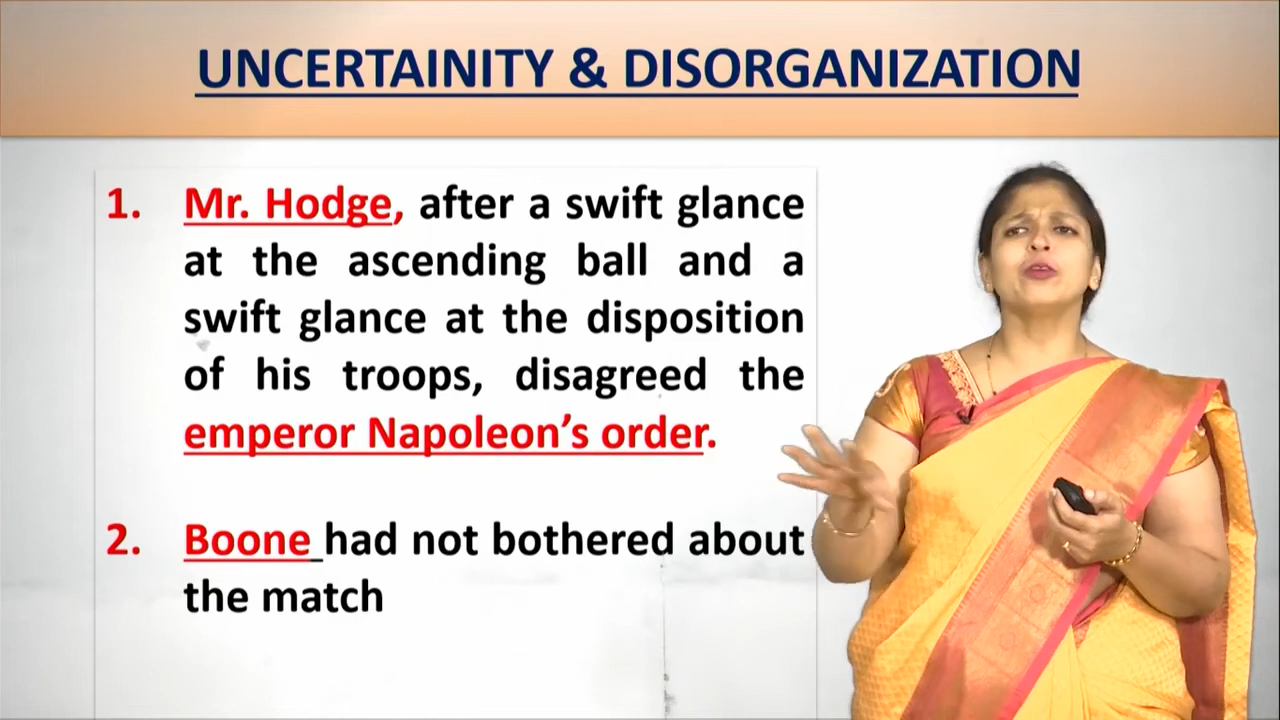 UNCERTAINITY & DISORGANIZATION
1. Mr. Hodge, after a swift glance
at the ascending ball and a
swift glance at the disposition
of his troops, disagreed the
emperor Napoleon’s order.
2. Boone had not bothered about
the match